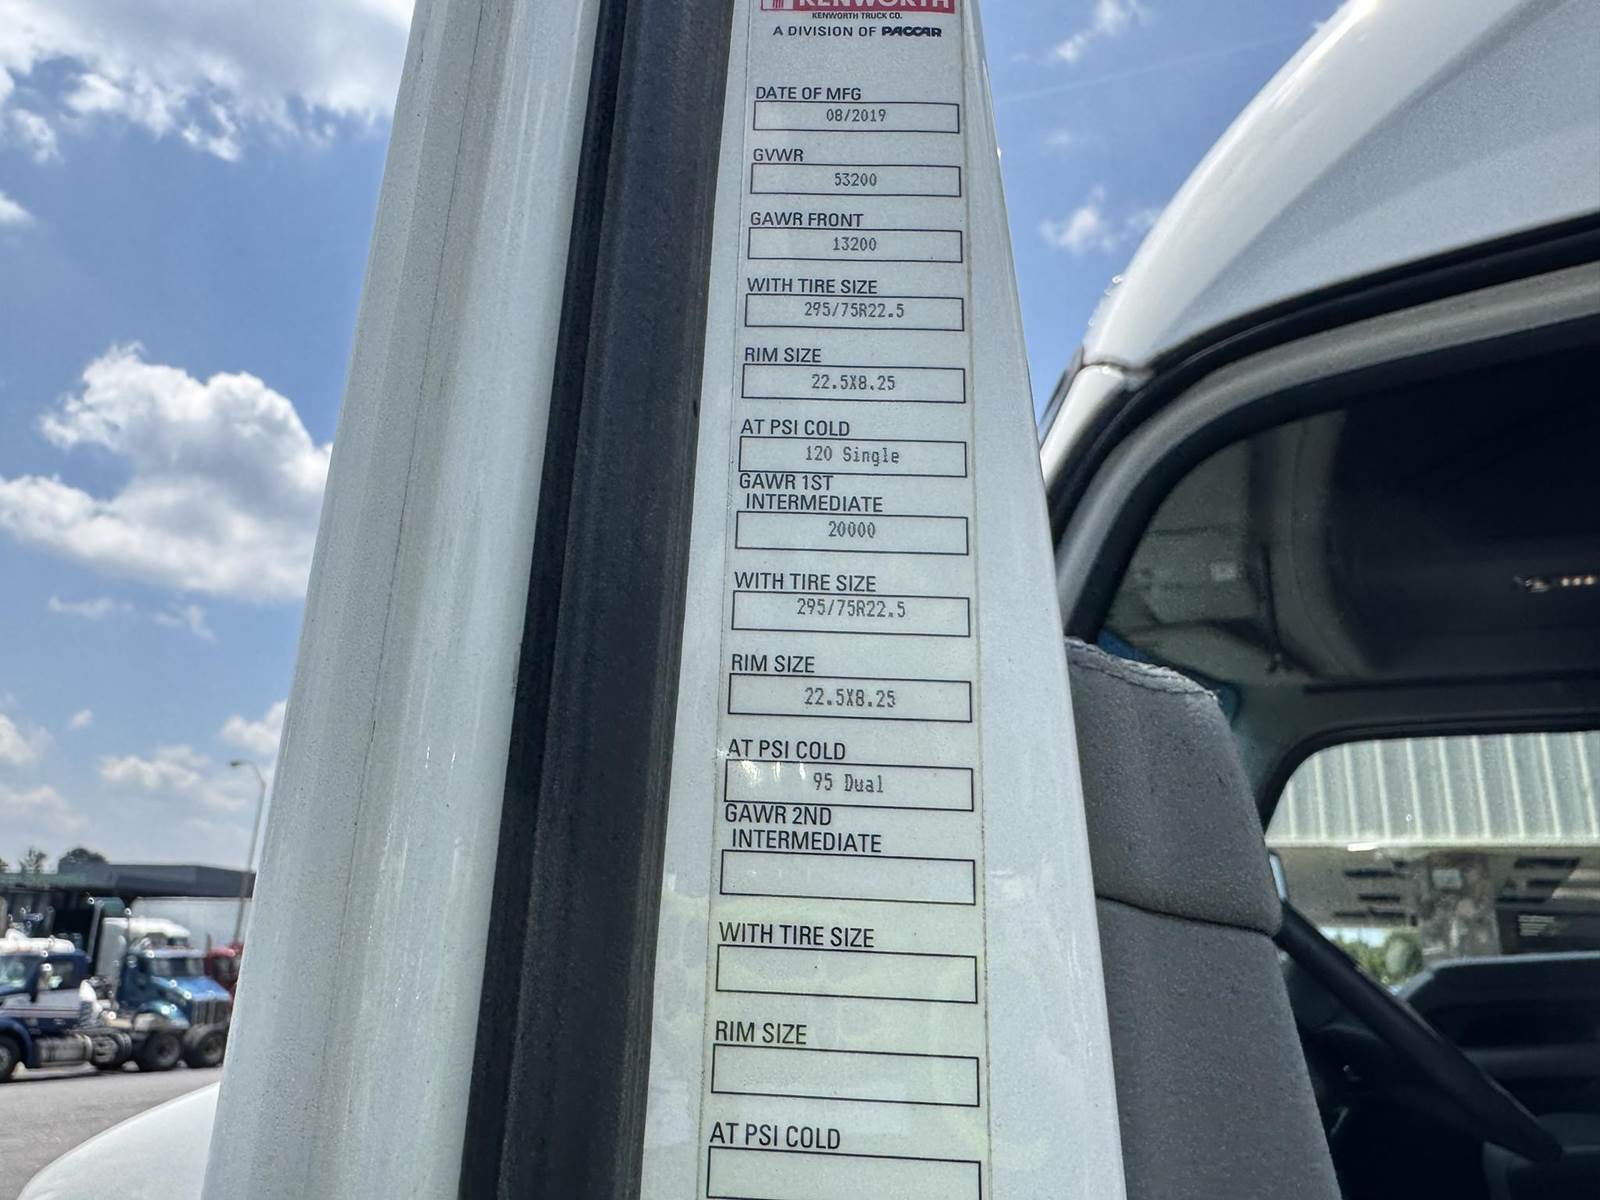 KENWORTH
KENWORTH TRUCK CO.
A DIVISION OF PACCAR
DATE OF MFG
08/2019
GVWR
53200
GAWR FRONT
13200
WITH TIRE SIZE
295/75R22.5
RIM SIZE
22.5X8.25
AT PSI COLD
120 Single
GAWR 1ST
INTERMEDIATE
20000
WITH TIRE SIZE
295/75R22.5
RIM SIZE
22.5X8.25
AT PSI COLD
95 Dual
GAWR 2ND
INTERMEDIATE
WITH TIRE SIZE
RIM SIZE
AT PSI COLD